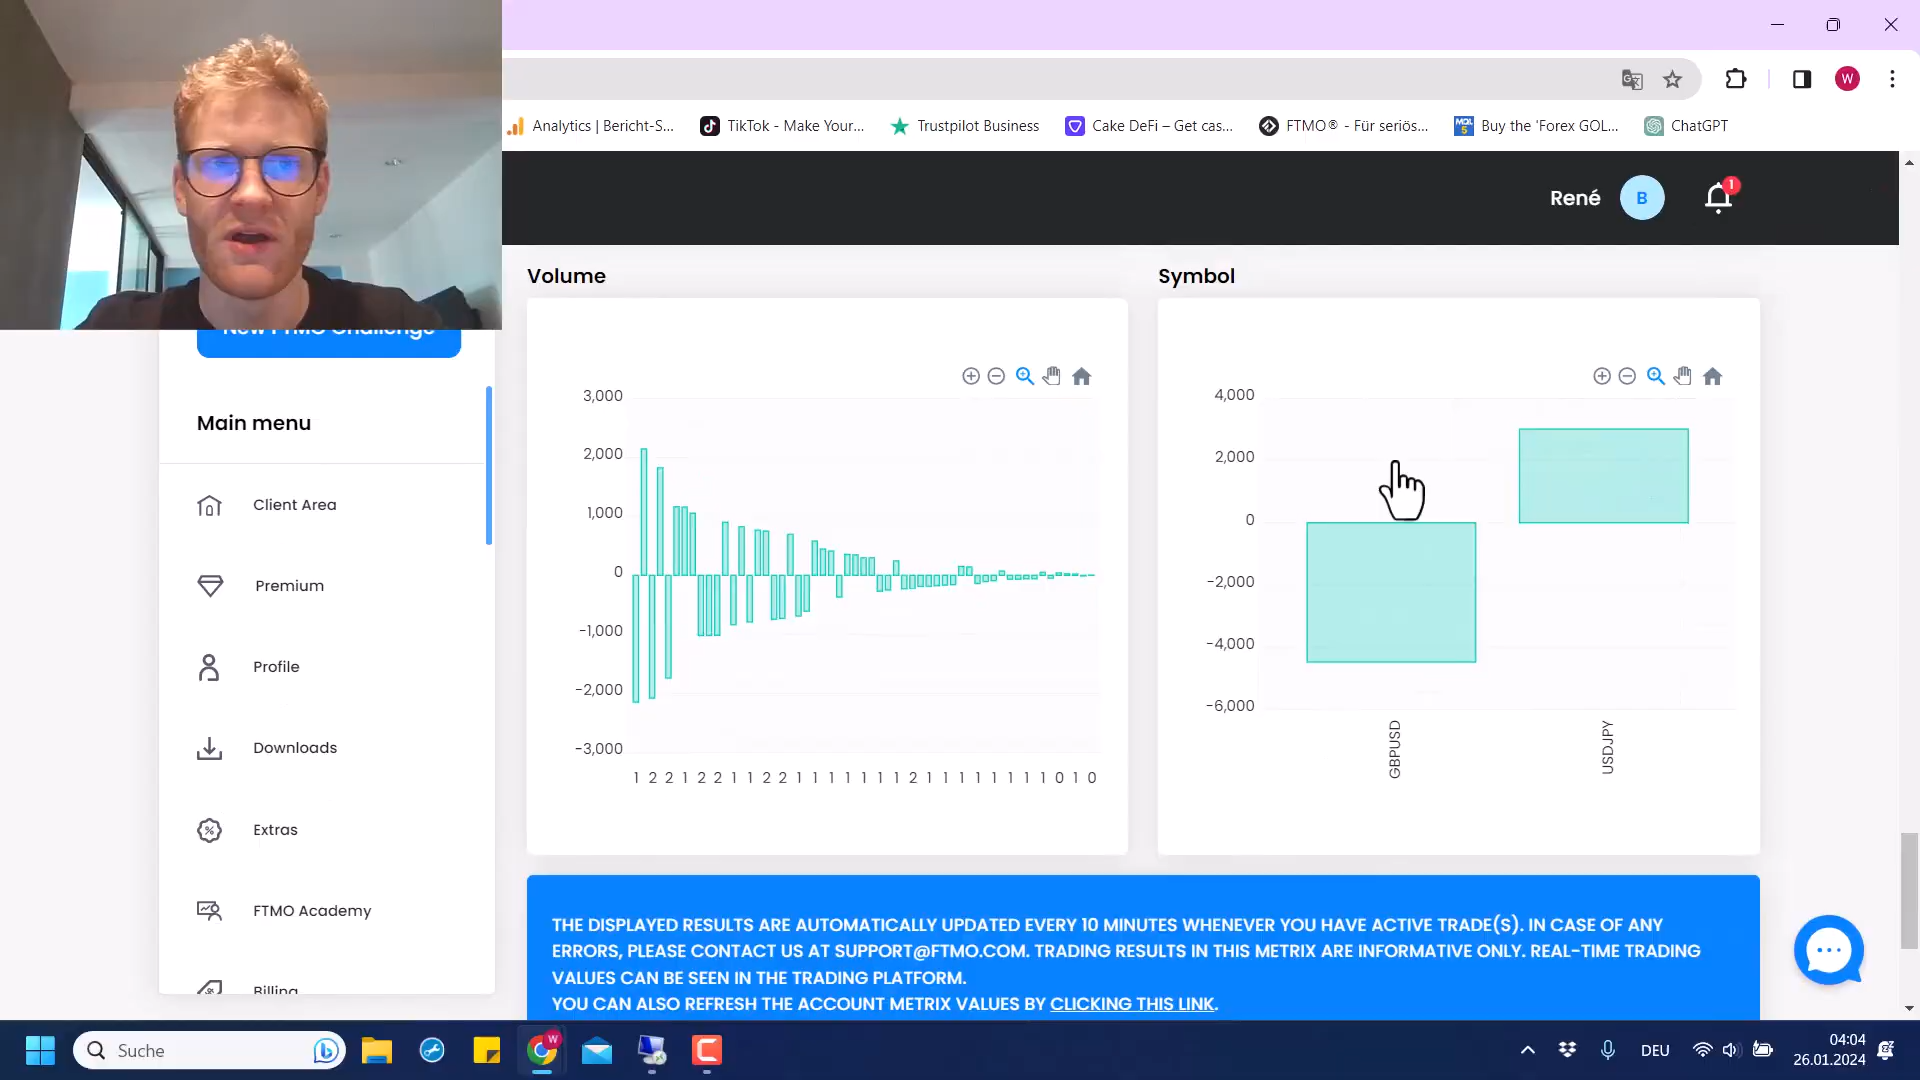 Analytics | Bericht-S...
TikTok - Make Your...
Trustpilot Business
Cake DeFi – Get cas...
FTMO® - Für seriös...
Buy the 'Forex GOL...
ChatGPT
W
René
B
1
New FTMO Challenge
Main menu
Client Area
Premium
Profile
Downloads
Extras
FTMO Academy
Billing
Volume
3,000
2,000
1,000
0
-1,000
-2,000
-3,000
1 2 2 1 2 2 1 1 2 2 1 1 1 1 1 1 1 2 1 1 1 1 1 1 1 1 0 1 0
Symbol
4,000
2,000
0
-2,000
-4,000
-6,000
GBPUSD
USDJPY
THE DISPLAYED RESULTS ARE AUTOMATICALLY UPDATED EVERY 10 MINUTES WHENEVER YOU HAVE ACTIVE TRADE(S). IN CASE OF ANY
ERRORS, PLEASE CONTACT US AT SUPPORT@FTMO.COM. TRADING RESULTS IN THIS METRIX ARE INFORMATIVE ONLY. REAL-TIME TRADING
VALUES CAN BE SEEN IN THE TRADING PLATFORM.
YOU CAN ALSO REFRESH THE ACCOUNT METRIX VALUES BY CLICKING THIS LINK.
Suche
W
DEU
04:04
26.01.2024